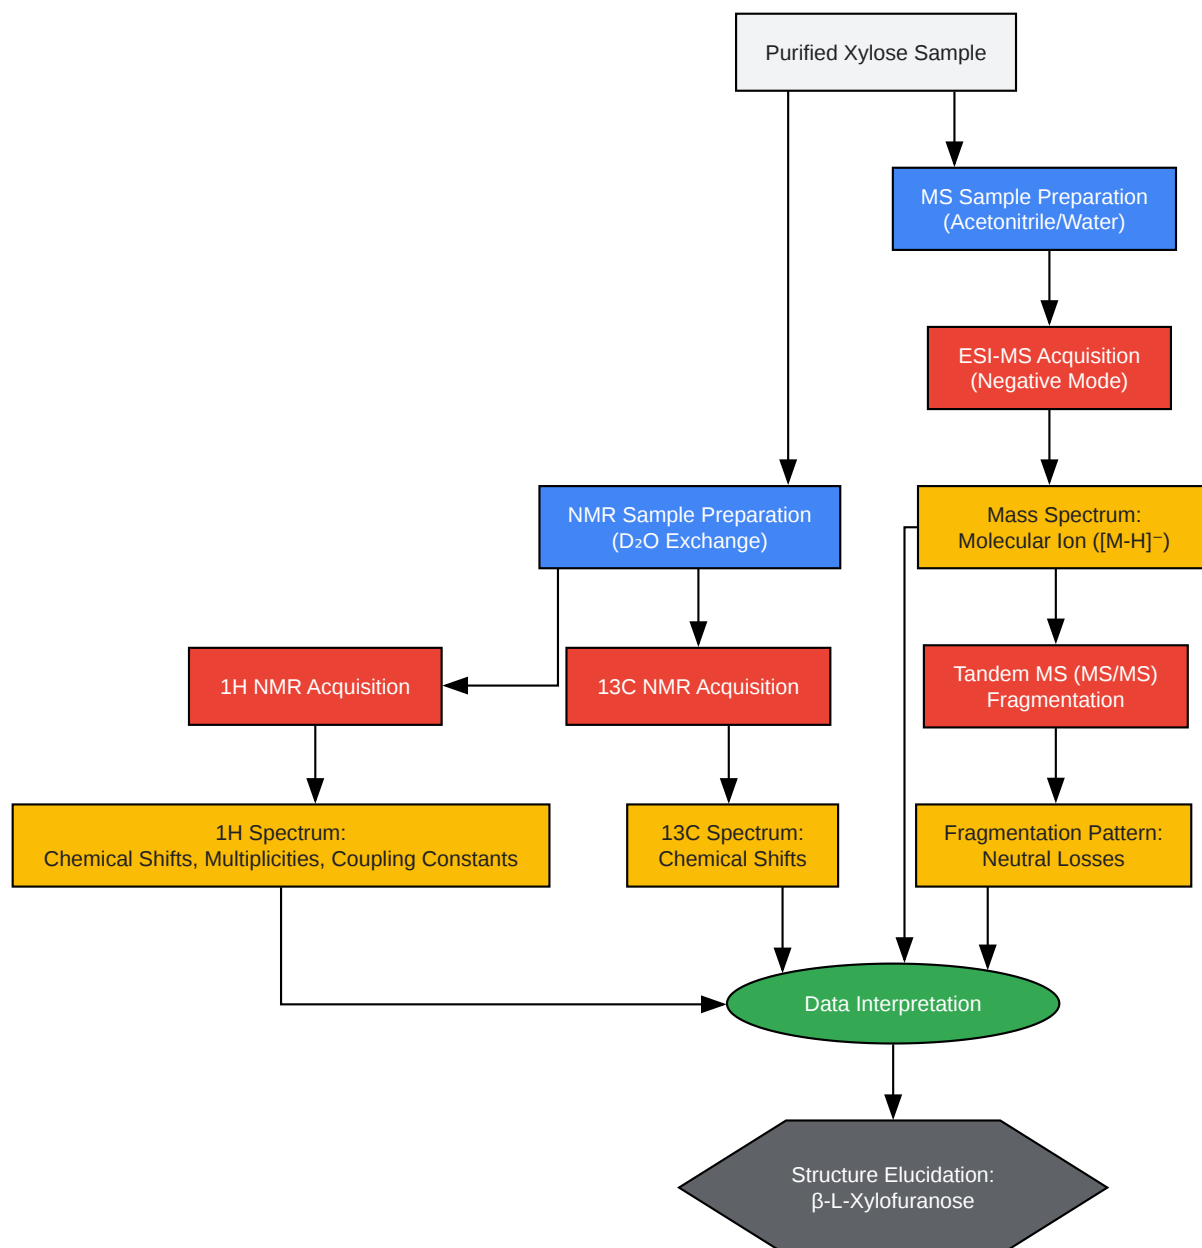 Purified Xylose Sample
MS Sample Preparation
(Acetonitrile/Water)
ESI-MS Acquisition
(Negative Mode)
NMR Sample Preparation
(D₂O Exchange)
Mass Spectrum:
Molecular Ion ([M-H]⁻)
1H NMR Acquisition
13C NMR Acquisition
Tandem MS (MS/MS)
Fragmentation
1H Spectrum:
Chemical Shifts, Multiplicities, Coupling Constants
13C Spectrum:
Chemical Shifts
Fragmentation Pattern:
Neutral Losses
Data Interpretation
Structure Elucidation:
β-L-Xylofuranose